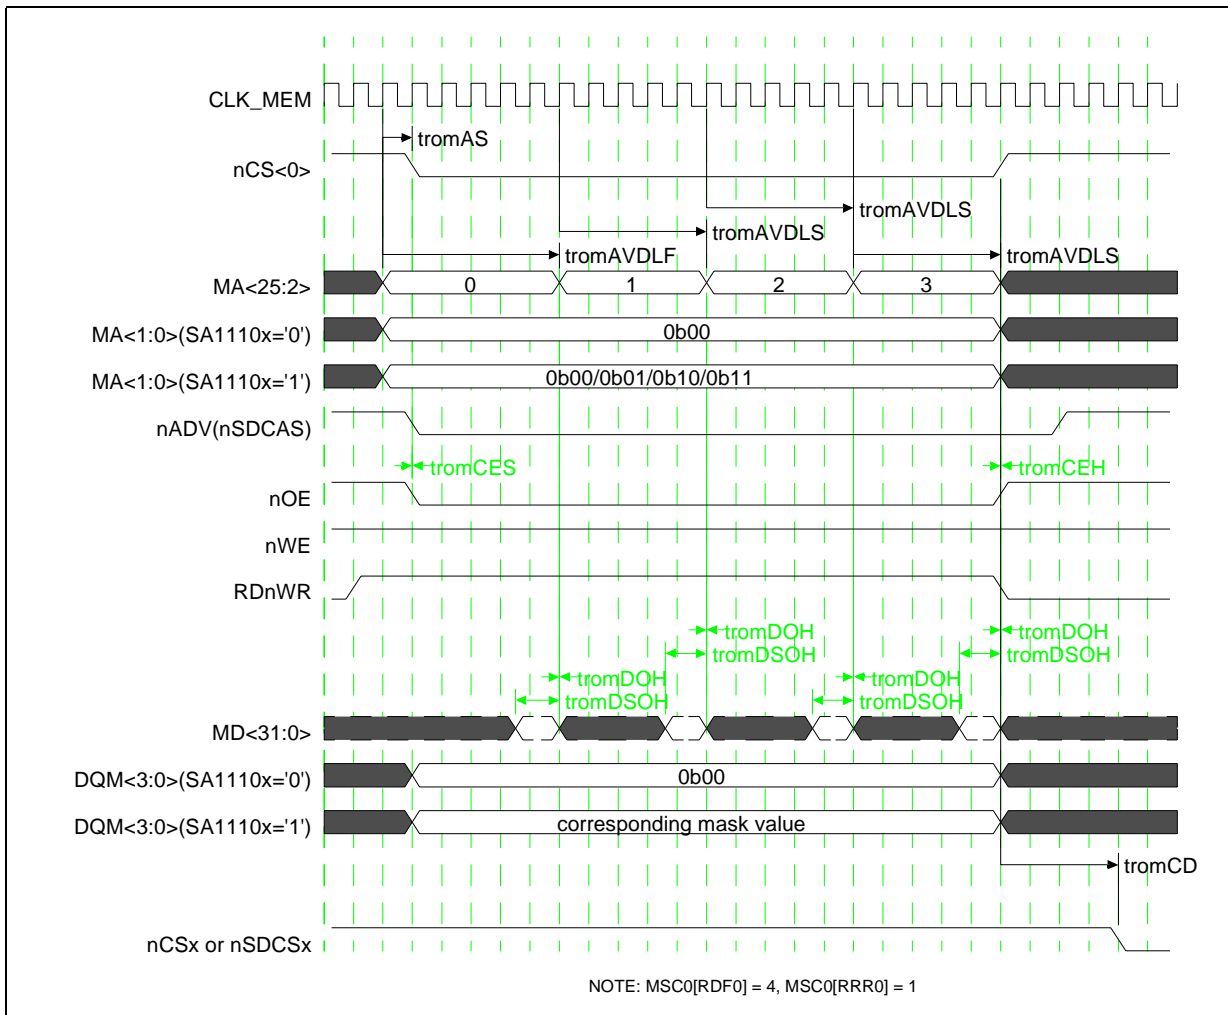 CLK_MEM
tromAS
nCS<0>
tromAVDLS
tromAVDLS
tromAVDLF
tromAVDLS
MA<25:2>
0
1
2
3
MA<1:0>(SA1110x='0')
0b00
MA<1:0>(SA1110x='1')
0b00/0b01/0b10/0b11
nADV(nSDCAS)
tromCES
tromCEH
nOE
nWE
RDnWR
tromDOH
tromDOH
tromDSOH
tromDSOH
tromDOH
tromDOH
tromDSOH
tromDSOH
MD<31:0>
DQM<3:0>(SA1110x='0')
0b00
DQM<3:0>(SA1110x='1')
corresponding mask value
tromCD
nCSx or nSDCSx
NOTE: MSC0[RDF0] = 4, MSC0[RRR0] = 1